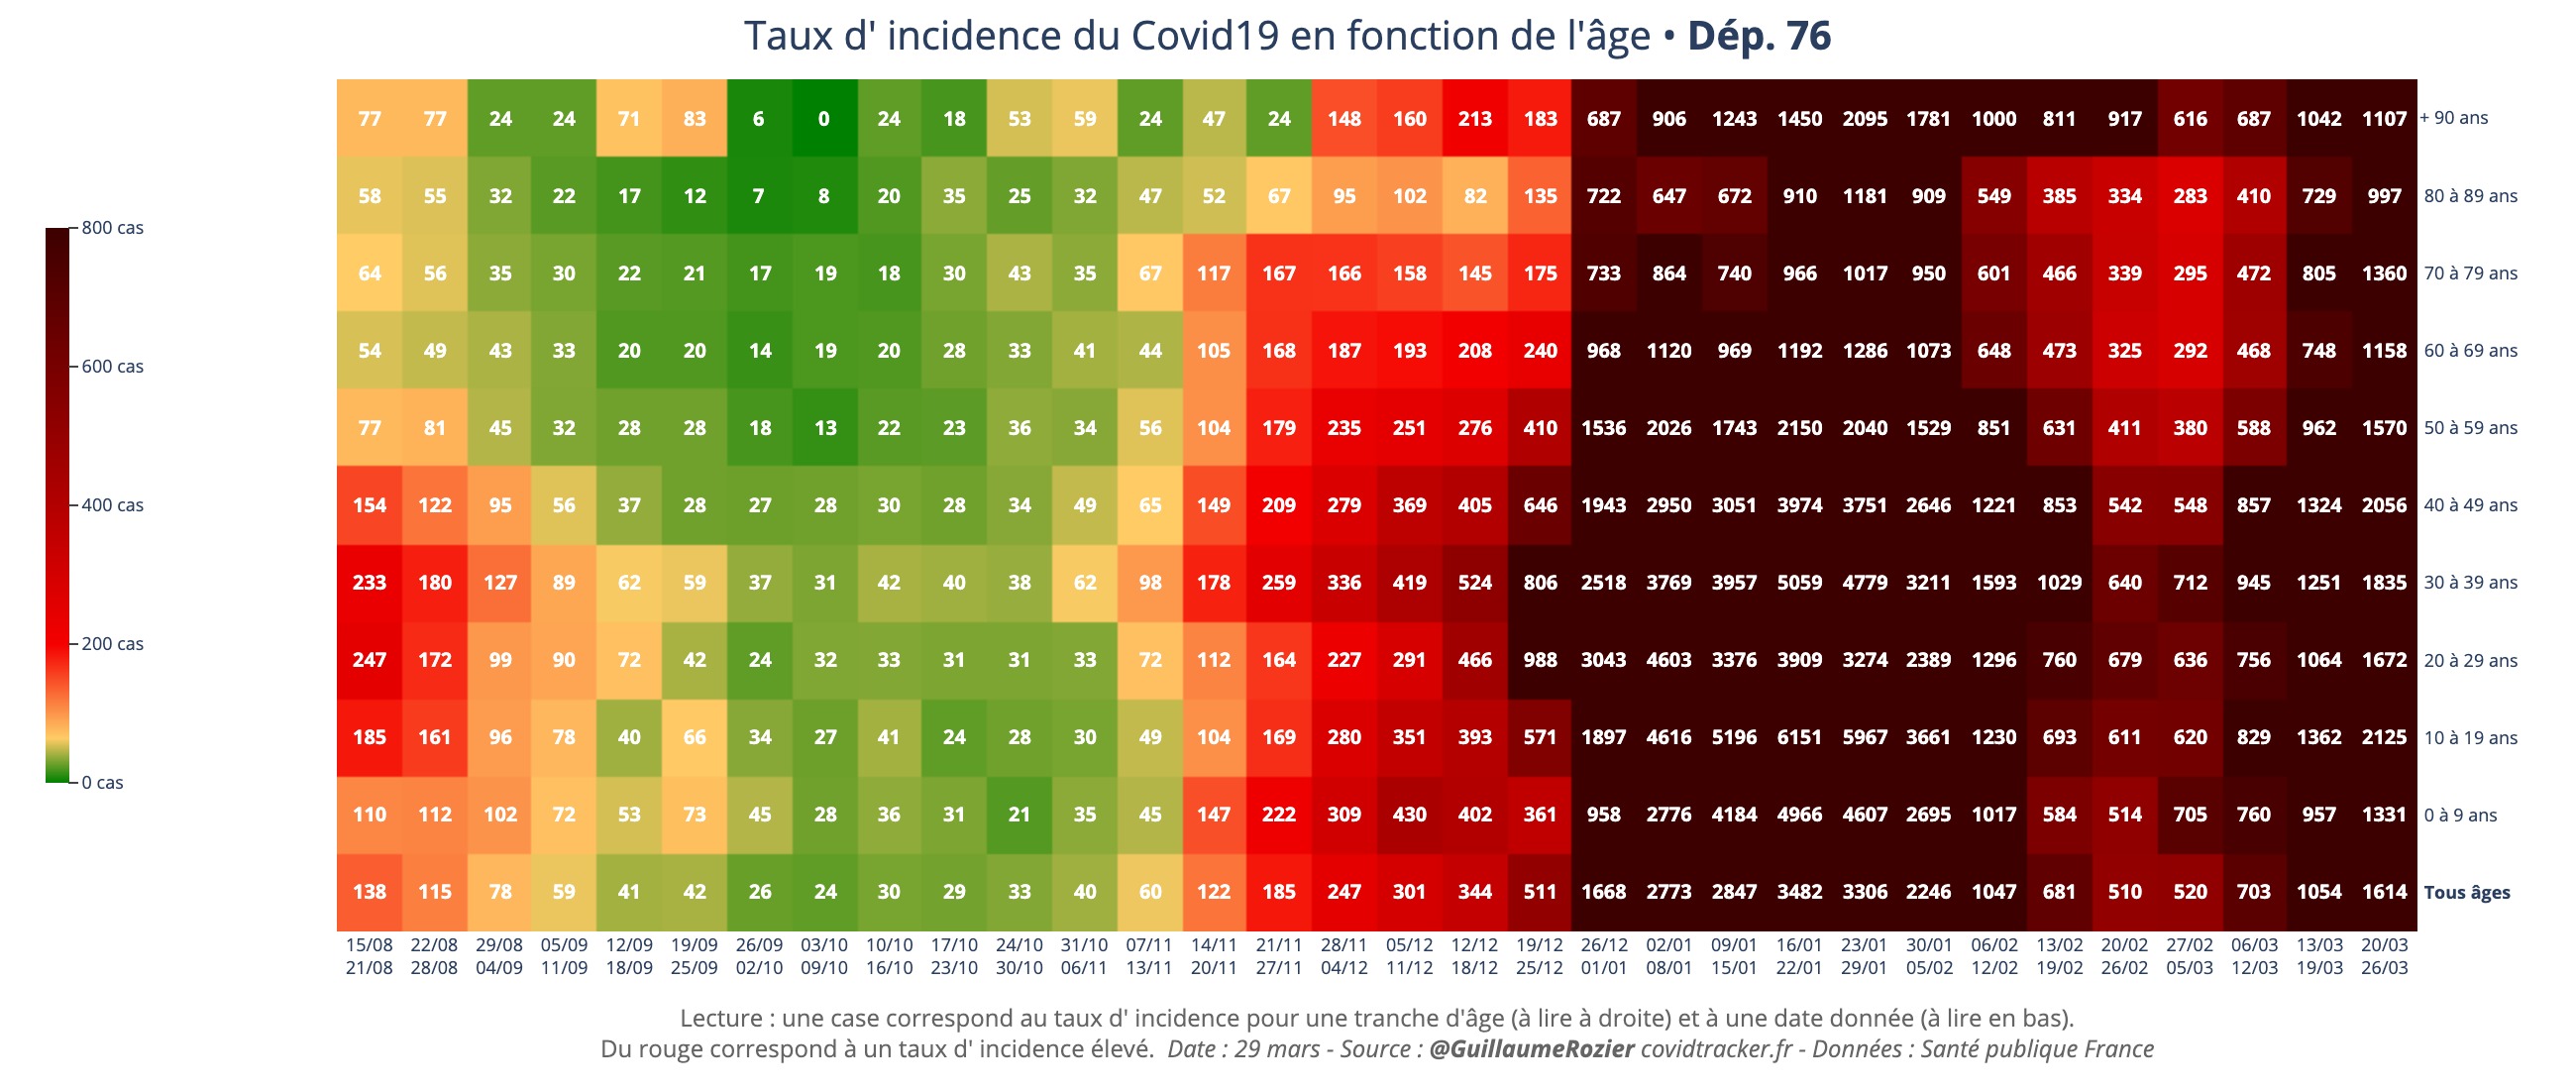 Taux d' incidence du Covid19 en fonction de l'âge • Dép. 76
800 cas
600 cas
400 cas
200 cas
0 cas
77 77 24 24 71 83 6 0 24 18 53 59 24 47 24 148 160 213 183 687 906 1243 1450 2095 1781 1000 811 917 616 687 1042 1107 + 90 ans
58 55 32 22 17 12 7 8 20 35 25 32 47 52 67 95 102 82 135 722 647 672 910 1181 909 549 385 334 283 410 729 997 80 à 89 ans
64 56 35 30 22 21 17 19 18 30 43 35 67 117 167 166 158 145 175 733 864 740 966 1017 950 601 466 339 295 472 805 1360 70 à 79 ans
54 49 43 33 20 20 14 19 20 28 33 41 44 105 168 187 193 208 240 968 1120 969 1192 1286 1073 648 473 325 292 468 748 1158 60 à 69 ans
77 81 45 32 28 28 18 13 22 23 36 34 56 104 179 235 251 276 410 1536 2026 1743 2150 2040 1529 851 631 411 380 588 962 1570 50 à 59 ans
154 122 95 56 37 28 27 28 30 28 34 49 65 149 209 279 369 405 646 1943 2950 3051 3974 3751 2646 1221 853 542 548 857 1324 2056 40 à 49 ans
233 180 127 89 62 59 37 31 42 40 38 62 98 178 259 336 419 524 806 2518 3769 3957 5059 4779 3211 1593 1029 640 712 945 1251 1835 30 à 39 ans
247 172 99 90 72 42 24 32 33 31 31 33 72 112 164 227 291 466 988 3043 4603 3376 3909 3274 2389 1296 760 679 636 756 1064 1672 20 à 29 ans
185 161 96 78 40 66 34 27 41 24 28 30 49 104 169 280 351 393 571 1897 4616 5196 6151 5967 3661 1230 693 611 620 829 1362 2125 10 à 19 ans
110 112 102 72 53 73 45 28 36 31 21 35 45 147 222 309 430 402 361 958 2776 4184 4966 4607 2695 1017 584 514 705 760 957 1331 0 à 9 ans
138 115 78 59 41 42 26 24 30 29 33 40 60 122 185 247 301 344 511 1668 2773 2847 3482 3306 2246 1047 681 510 520 703 1054 1614 Tous âges
15/08 22/08 29/08 05/09 12/09 19/09 26/09 03/10 10/10 17/10 24/10 31/10 07/11 14/11 21/11 28/11 05/12 12/12 19/12 26/12 02/01 09/01 16/01 23/01 30/01 06/02 13/02 20/02 27/02 06/03 13/03 20/03
21/08 28/08 04/09 11/09 18/09 25/09 02/10 09/10 16/10 23/10 30/10 06/11 13/11 20/11 27/11 04/12 11/12 18/12 25/12 01/01 08/01 15/01 22/01 29/01 05/02 12/02 19/02 26/02 05/03 12/03 19/03 26/03
Lecture : une case correspond au taux d' incidence pour une tranche d'âge (à lire à droite) et à une date donnée (à lire en bas).
Du rouge correspond à un taux d' incidence élevé. Date : 29 mars - Source : @GuillaumeRozier covidtracker.fr - Données : Santé publique France